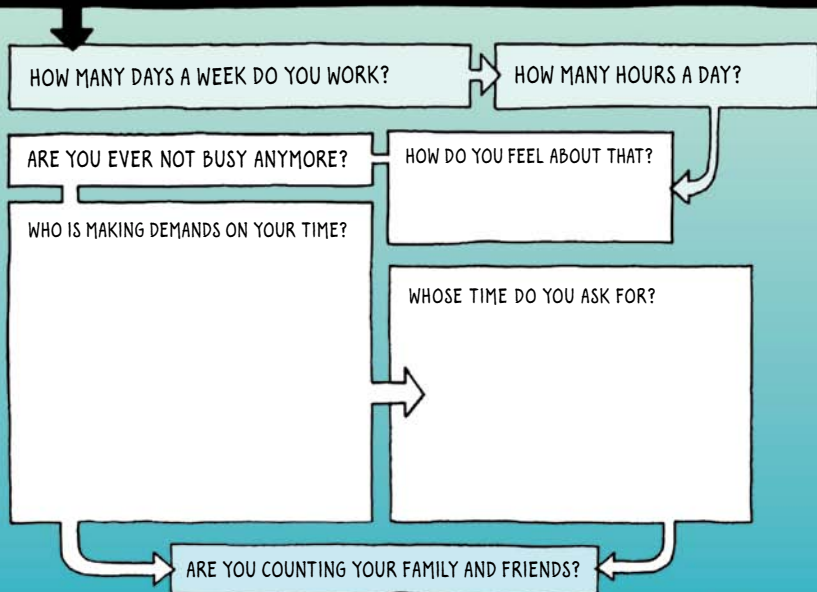 HOW MANY DAYS A WEEK DO YOU WORK?
HOW MANY HOURS A DAY?
HOW DO YOU FEEL ABOUT THAT?
ARE YOU EVER NOT BUSY ANYMORE?
WHO IS MAKING DEMANDS ON YOUR TIME?
WHOSE TIME DO YOU ASK FOR?
ARE YOU COUNTING YOUR FAMILY AND FRIENDS?